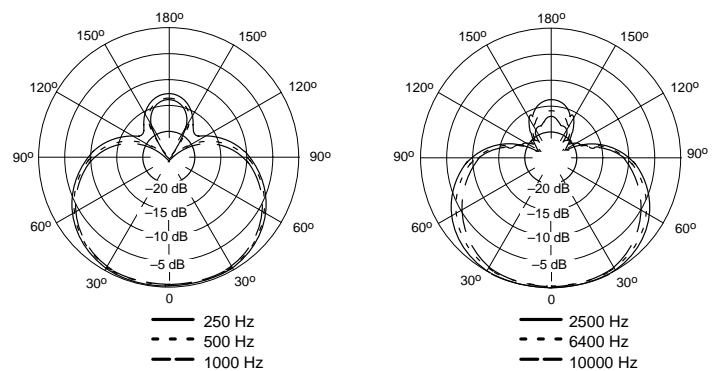 180º 180º
150º 150º 150º 150º
120º 120º 120º 120º
90º 90º 90º 90º
–20 dB –20 dB
–15 dB –15 dB
60º 60º 60º 60º
–10 dB –10 dB
–5 dB –5 dB
30º 30º 30º 30º
0 0
250 Hz 2500 Hz
500 Hz 6400 Hz
1000 Hz 10000 Hz